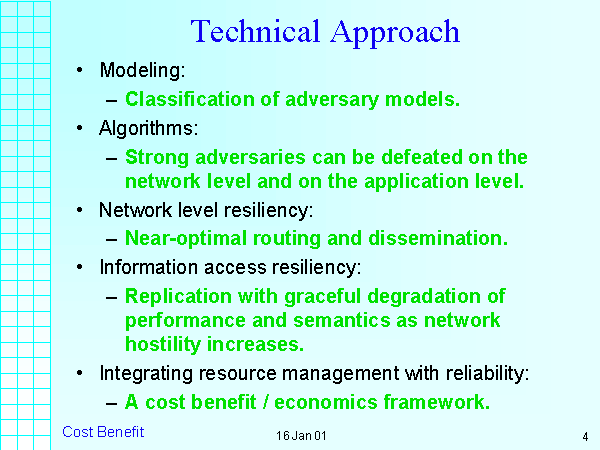 Technical Approach
• Modeling:
– Classification of adversary models.
• Algorithms:
– Strong adversaries can be defeated on the
network level and on the application level.
• Network level resiliency:
– Near-optimal routing and dissemination.
• Information access resiliency:
– Replication with graceful degradation of
performance and semantics as network
hostility increases.
• Integrating resource management with reliability:
– A cost benefit / economics framework.
Cost Benefit
16 Jan 01
4